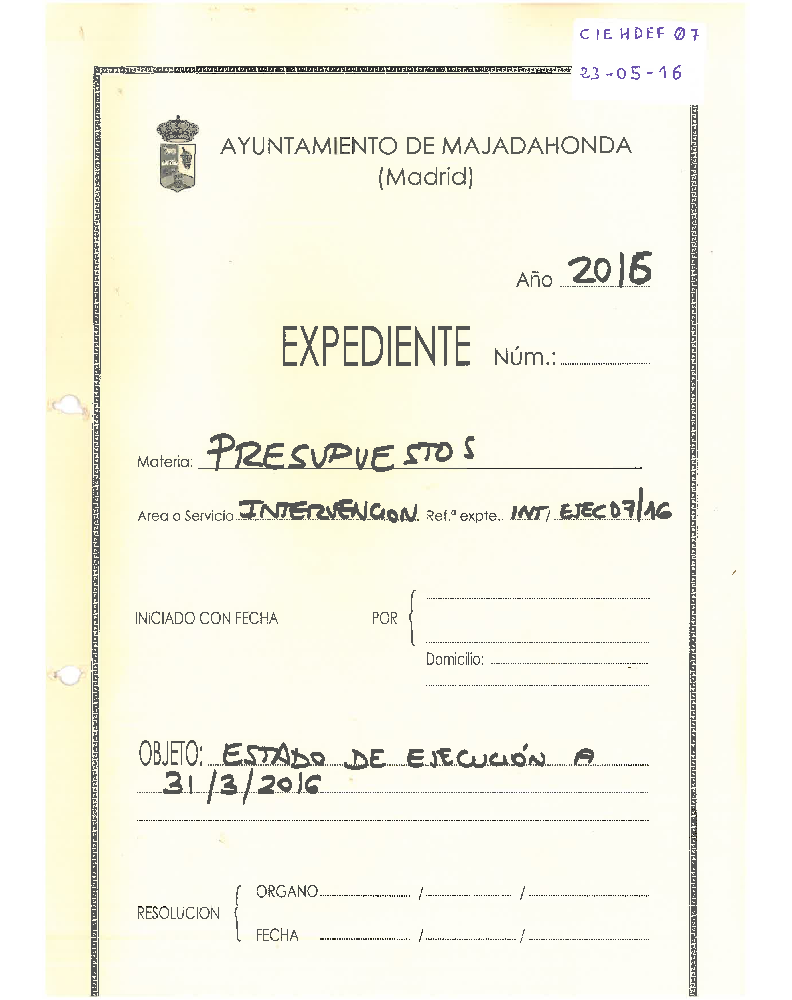 CIEHDEF 07
23-05-16
AYUNTAMIENTO DE MAJADAHONDA
(Madrid)
Año 2016
EXPEDIENTE Núm.:
Materia: PRESUPUESTOS
Area o Servicio INTERVENCION. Ref.ª expte.. INT/ EJEC07/16
INICIADO CON FECHA POR
Domicilio:
OBJETO: ESTADO DE EJECUCIÓN A
31/3/2016
RESOLUCION
ORGANO / /
FECHA / /